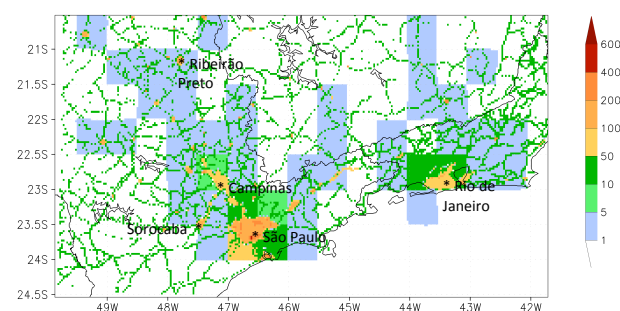 21S
21.5S
22S
22.5S
23S
23.5S
24S
24.5S
* Ribeirão
Preto
* Campinas
* Rio de
Janeiro
Sorocaba *
* São Paulo
49W 48W 47W 46W 45W 44W 43W 42W
600
400
200
100
50
10
5
1